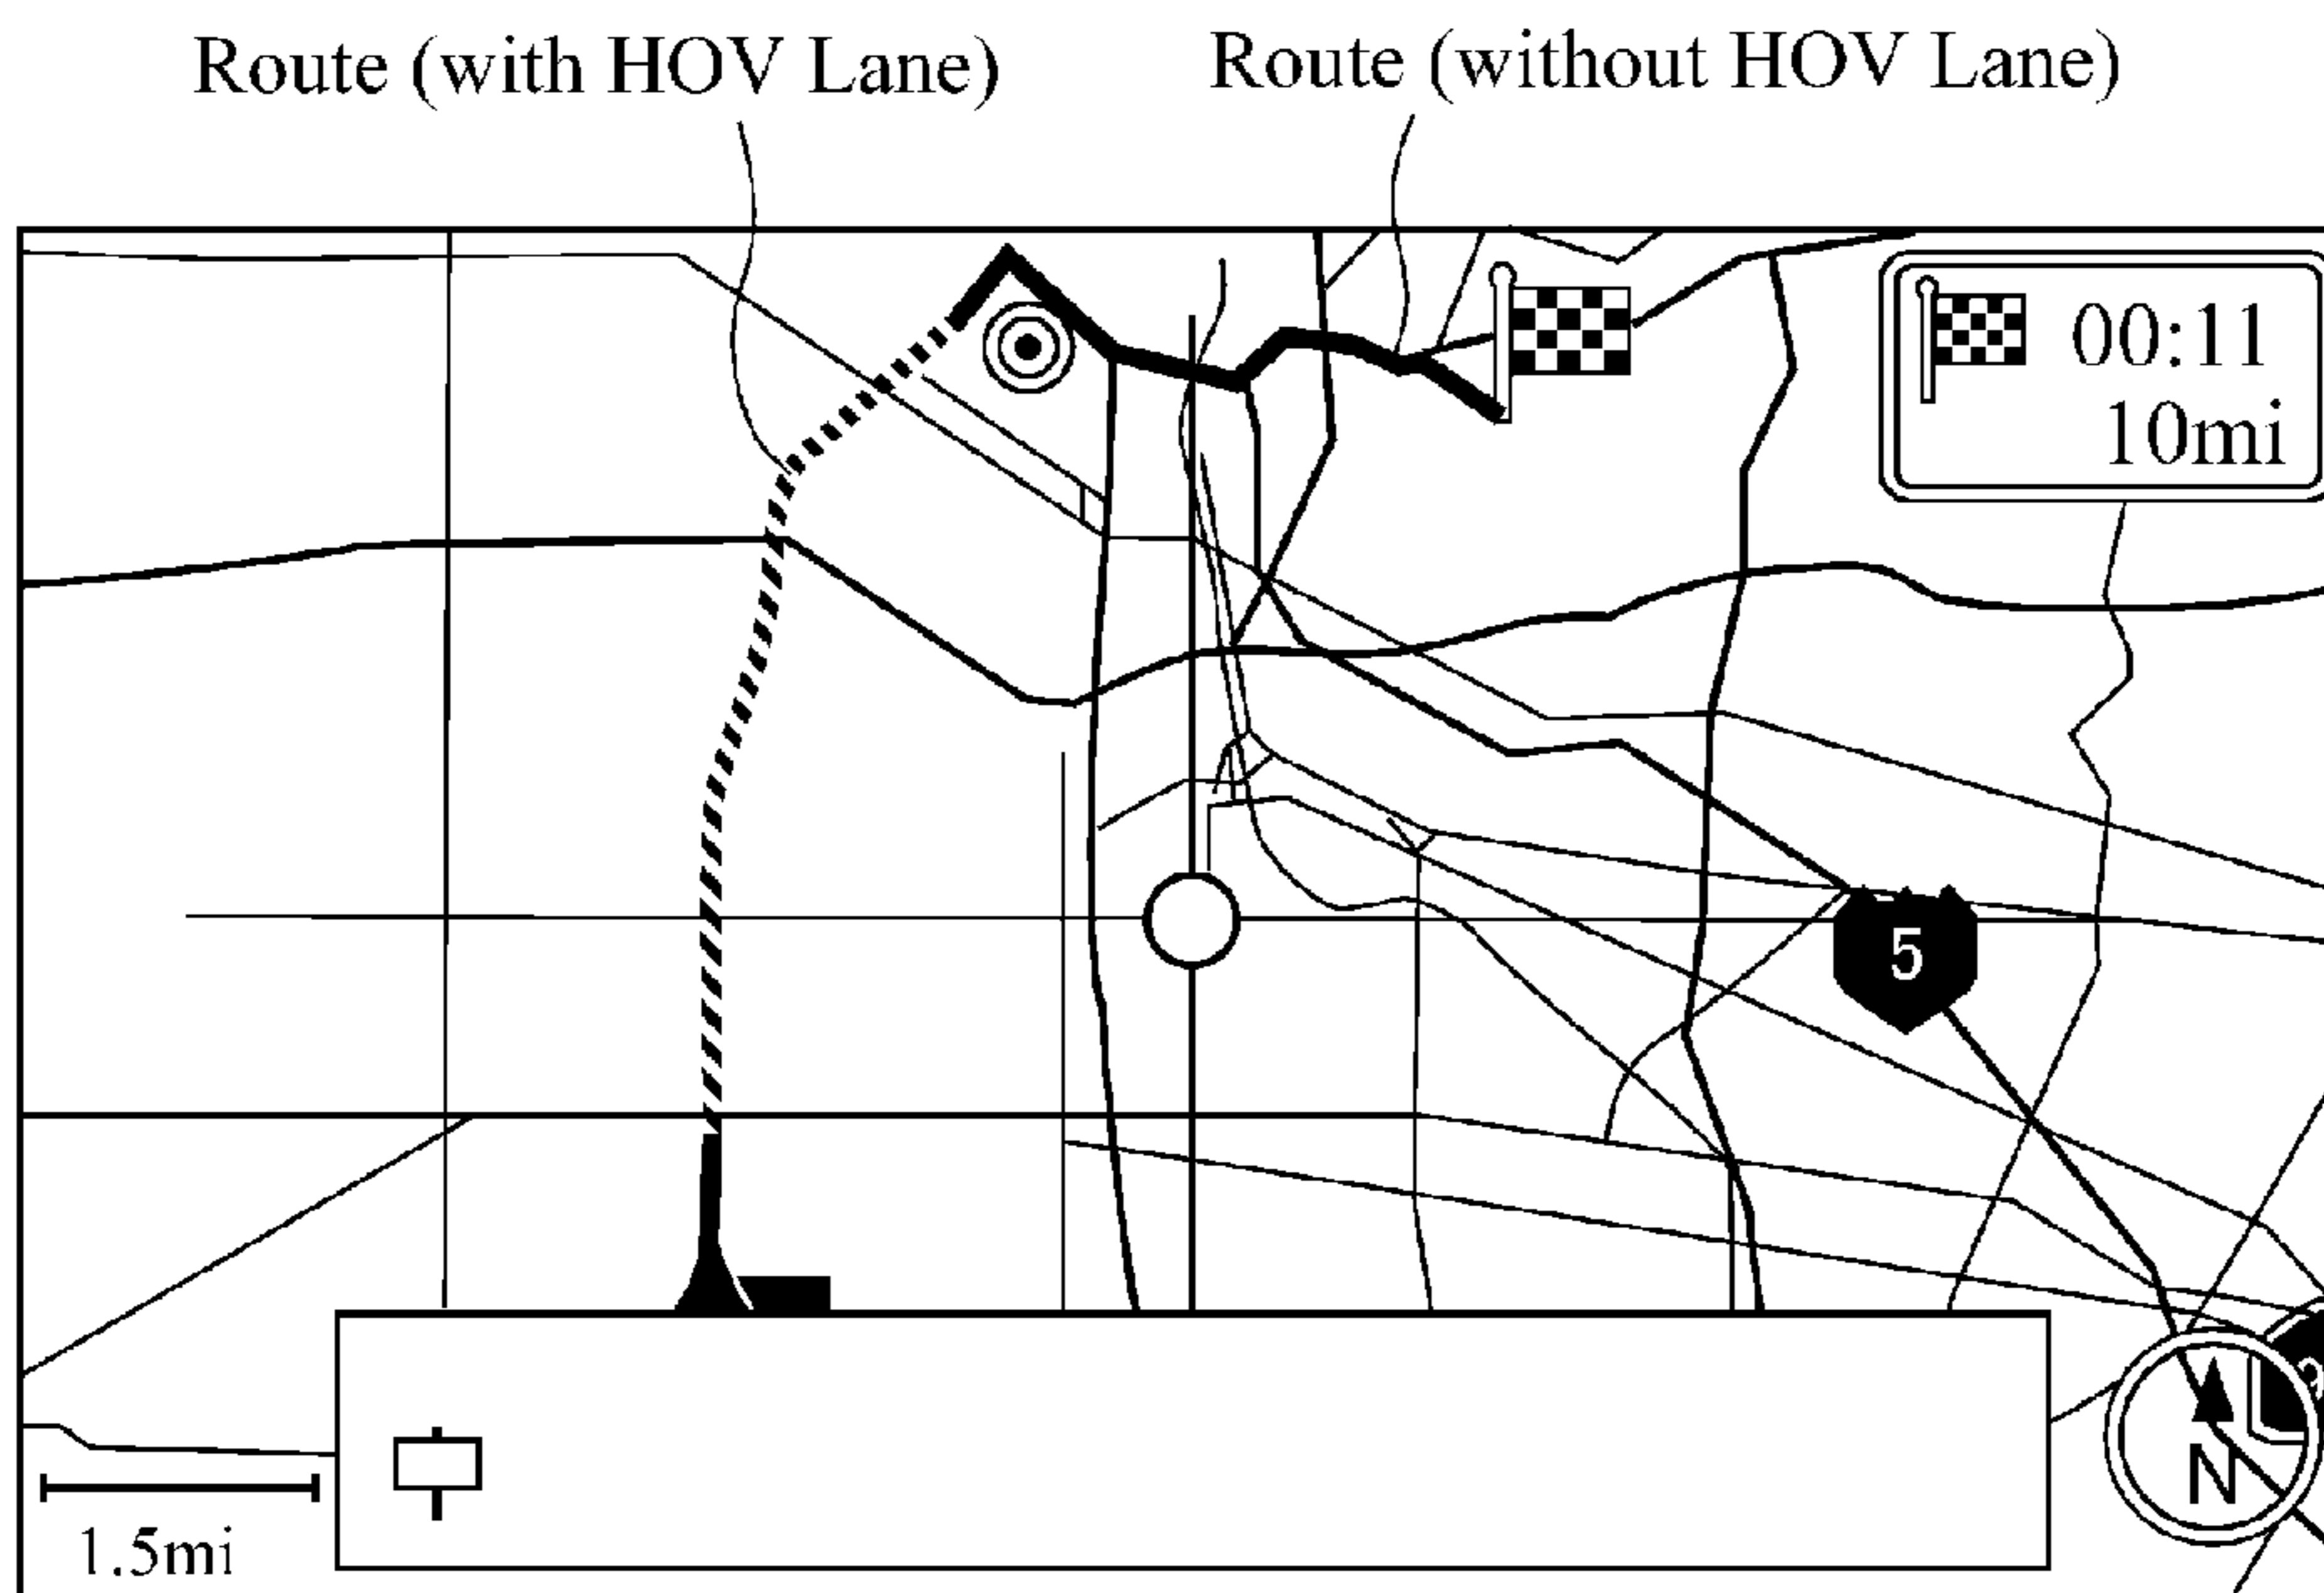 Route (with HOV Lane)
Route (without HOV Lane)
00:11
10mi
5
N
1.5mi